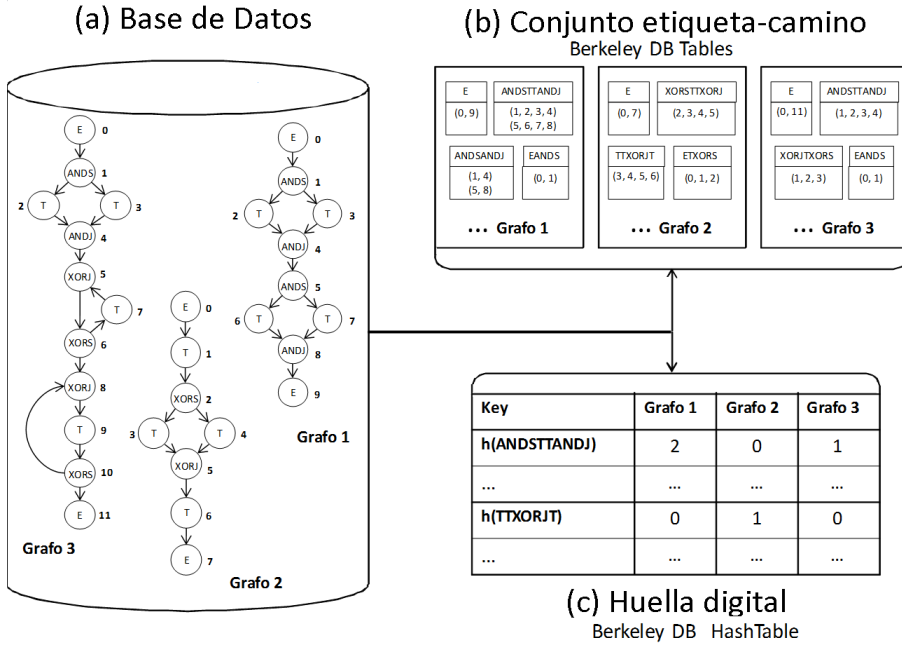 (a) Base de Datos
E 0
ANDS 1
2 T T 3
ANDJ 4
XORJ 5
T 7
XORS 6
XORJ 8
T 9
XORS 10
E 11
Grafo 3
E 0
T 1
XORS 2
3 T T 4
XORJ 5
T 6
E 7
Grafo 2
E 0
ANDS 1
2 T T 3
ANDJ 4
ANDS 5
6 T T 7
ANDJ 8
E 9
Grafo 1
(b) Conjunto etiqueta-camino
Berkeley DB Tables
E ANDSTTANDJ
(0, 9) (1, 2, 3, 4)
(5, 6, 7, 8)
ANDSANDJ EANDS
(1, 4) (0, 1)
(5, 8)
... Grafo 1
E XORSTTXORJ
(0, 7) (2, 3, 4, 5)
TTXORJT ETXORS
(3, 4, 5, 6) (0, 1, 2)
... Grafo 2
E ANDSTTANDJ
(0, 11) (1, 2, 3, 4)
XORJTXORS EANDS
(1, 2, 3) (0, 1)
... Grafo 3
Key Grafo 1 Grafo 2 Grafo 3
h(ANDSTTANDJ) 2 0 1
... ... ... ...
h(TTXORJT) 0 1 0
... ... ... ...
(c) Huella digital
Berkeley DB HashTable